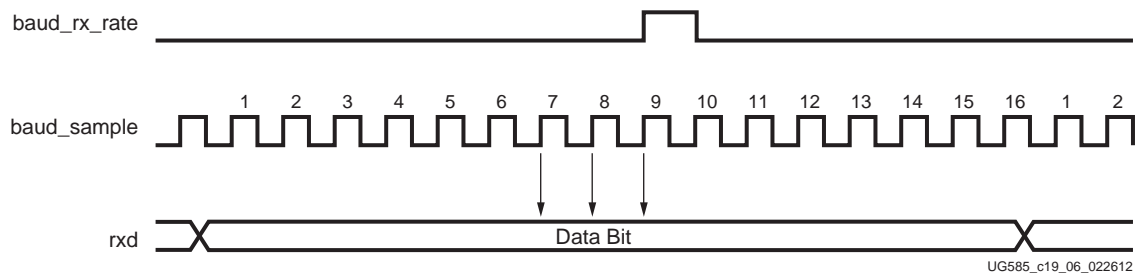 baud_rx_rate
1 2 3 4 5 6 7 8 9 10 11 12 13 14 15 16 1 2
baud_sample
rxd
Data Bit
UG585_c19_06_022612